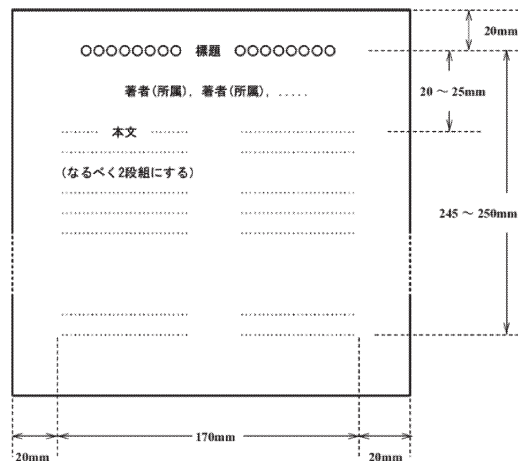 ○○○○○○○○ 標題 ○○○○○○○○
20mm
著者(所属), 著者(所属), .....
20 ~ 25mm
本文
(なるべく2段組にする)
245 ~ 250mm
170mm
20mm
20mm